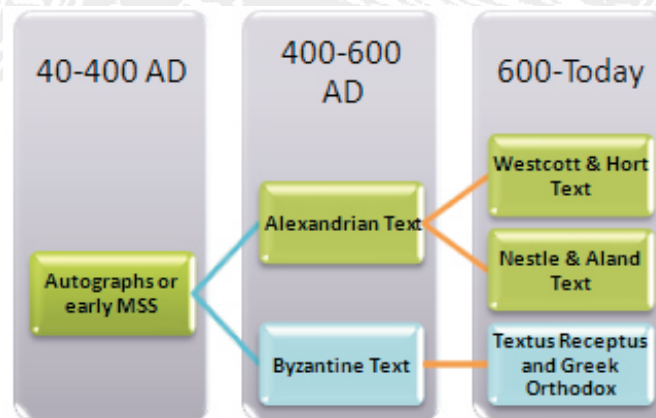 40-400 AD
400-600
AD
600-Today
Autographs or
early MSS
Alexandrian Text
Byzantine Text
Westcott & Hort
Text
Nestle & Aland
Text
Textus Receptus
and Greek
Orthodox